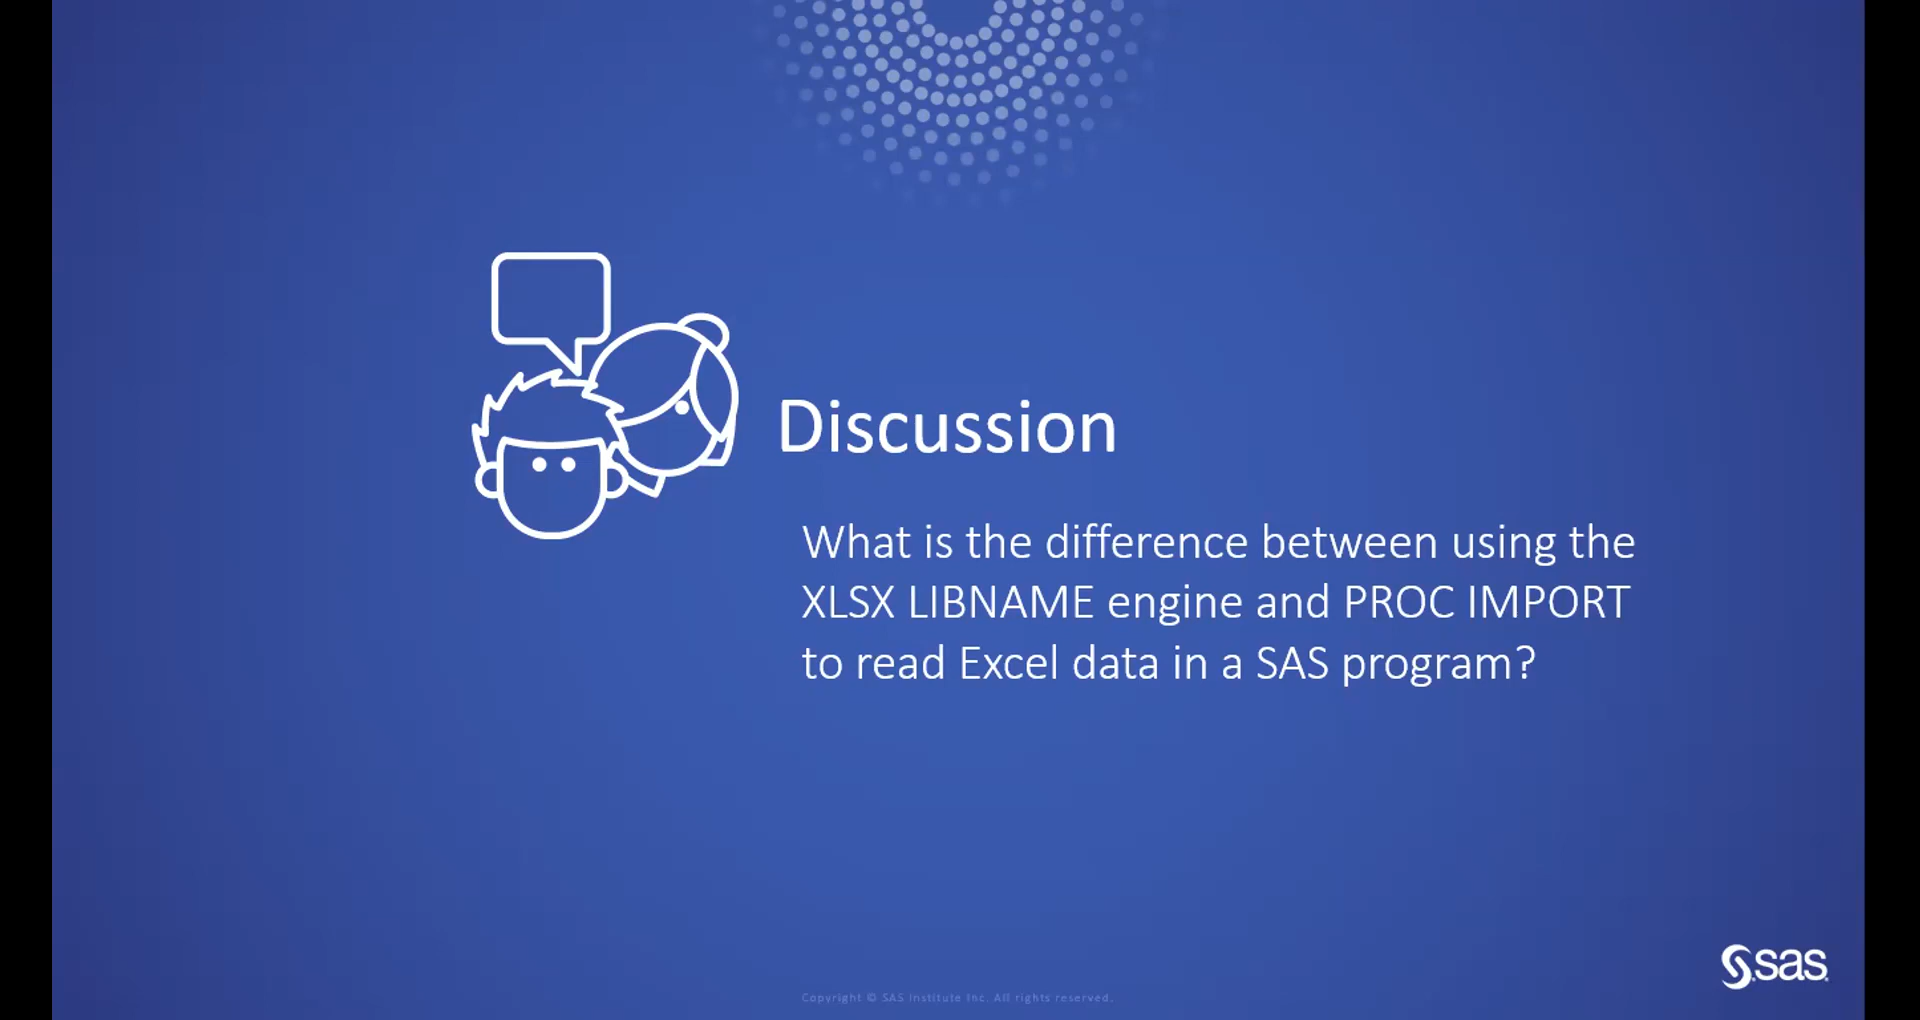 Discussion
What is the difference between using the
XLSX LIBNAME engine and PROC IMPORT
to read Excel data in a SAS program?
sas
Copyright © SAS Institute Inc. All rights reserved.